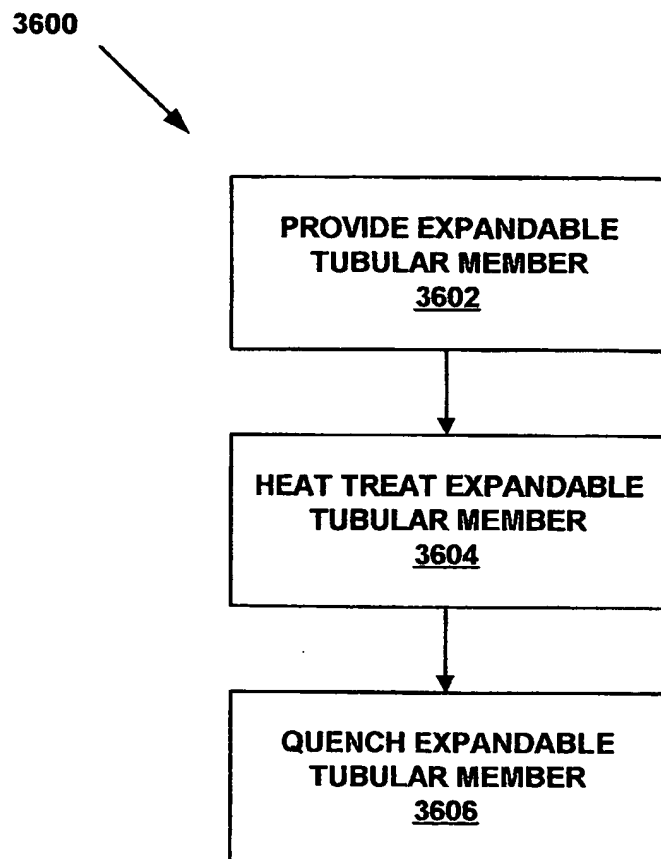 3600
PROVIDE EXPANDABLE
TUBULAR MEMBER
3602
HEAT TREAT EXPANDABLE
TUBULAR MEMBER
3604
QUENCH EXPANDABLE
TUBULAR MEMBER
3606